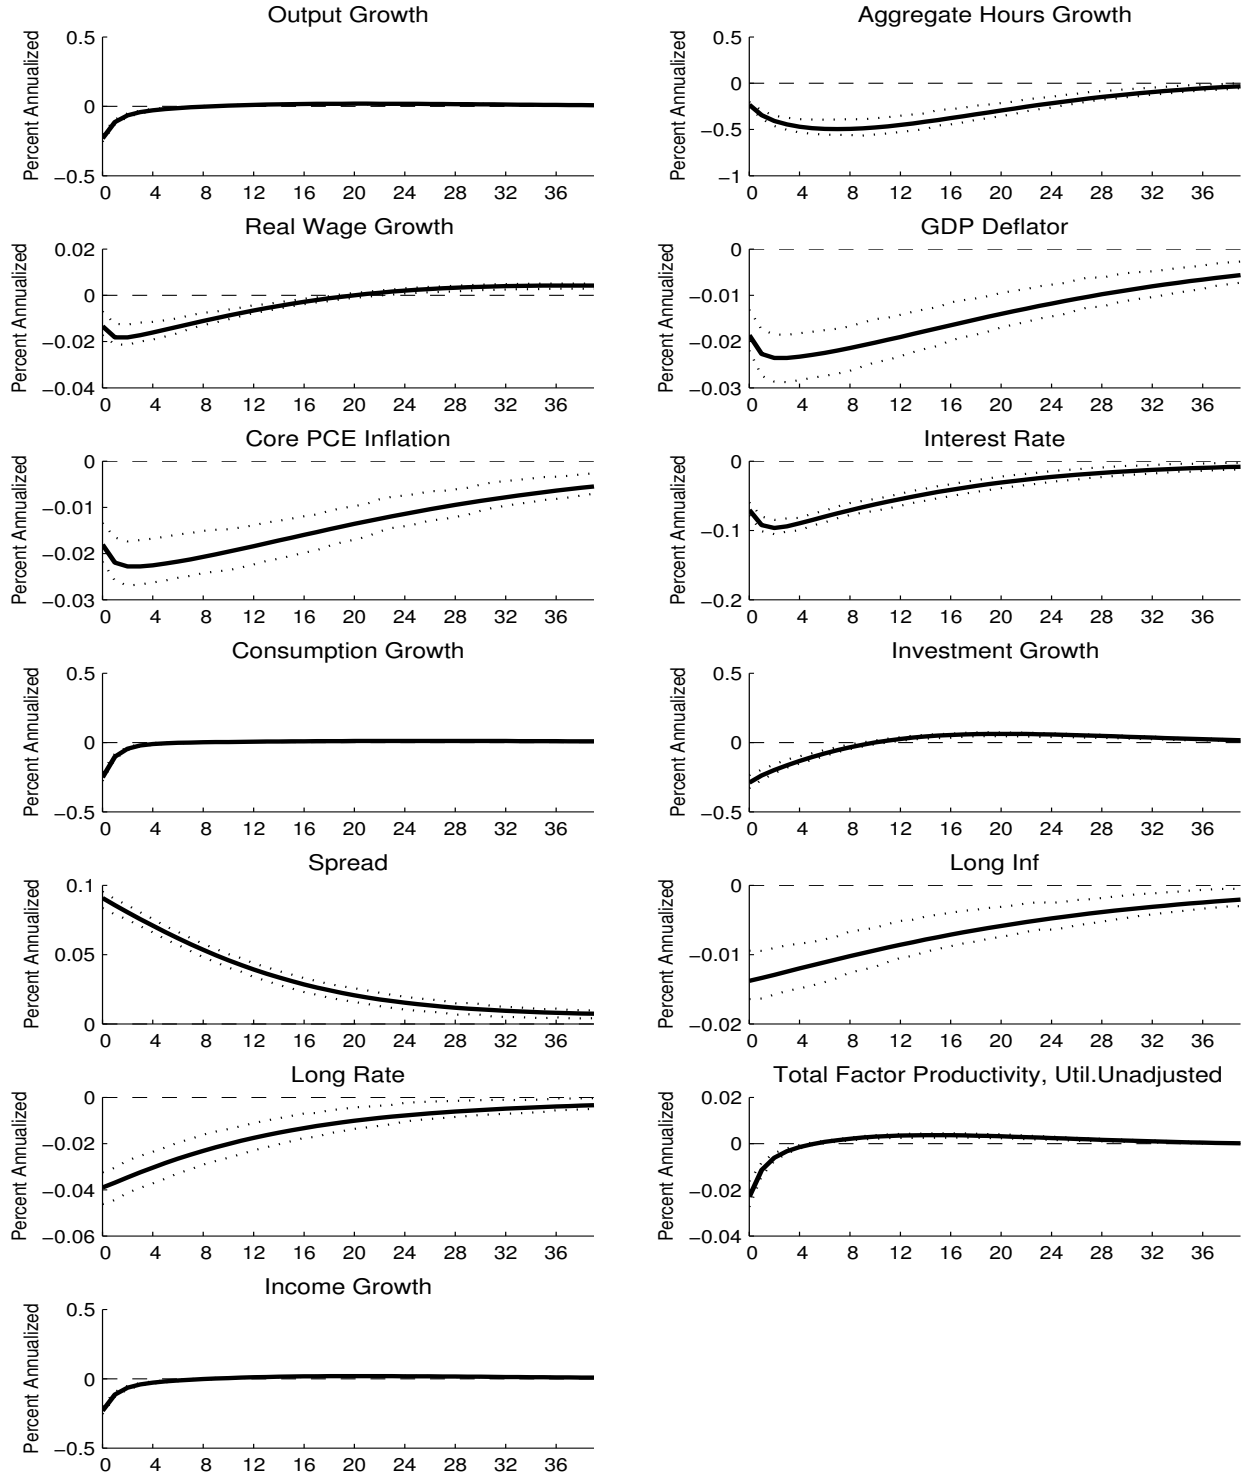 Output Growth
Percent Annualized
0.5
0
−0.5
0 4 8 12 16 20 24 28 32 36
Aggregate Hours Growth
Percent Annualized
0.5
0
−0.5
−1
0 4 8 12 16 20 24 28 32 36
Real Wage Growth
Percent Annualized
0.02
0
−0.02
−0.04
0 4 8 12 16 20 24 28 32 36
GDP Deflator
Percent Annualized
0
−0.01
−0.02
−0.03
0 4 8 12 16 20 24 28 32 36
Core PCE Inflation
Percent Annualized
0
−0.01
−0.02
−0.03
0 4 8 12 16 20 24 28 32 36
Interest Rate
Percent Annualized
0
−0.1
−0.2
0 4 8 12 16 20 24 28 32 36
Consumption Growth
Percent Annualized
0.5
0
−0.5
0 4 8 12 16 20 24 28 32 36
Investment Growth
Percent Annualized
0.5
0
−0.5
0 4 8 12 16 20 24 28 32 36
Spread
Percent Annualized
0.1
0.05
0
0 4 8 12 16 20 24 28 32 36
Long Inf
Percent Annualized
0
−0.01
−0.02
0 4 8 12 16 20 24 28 32 36
Long Rate
Percent Annualized
0
−0.02
−0.04
−0.06
0 4 8 12 16 20 24 28 32 36
Total Factor Productivity, Util.Unadjusted
Percent Annualized
0.02
0
−0.02
−0.04
0 4 8 12 16 20 24 28 32 36
Income Growth
Percent Annualized
0.5
0
−0.5
0 4 8 12 16 20 24 28 32 36